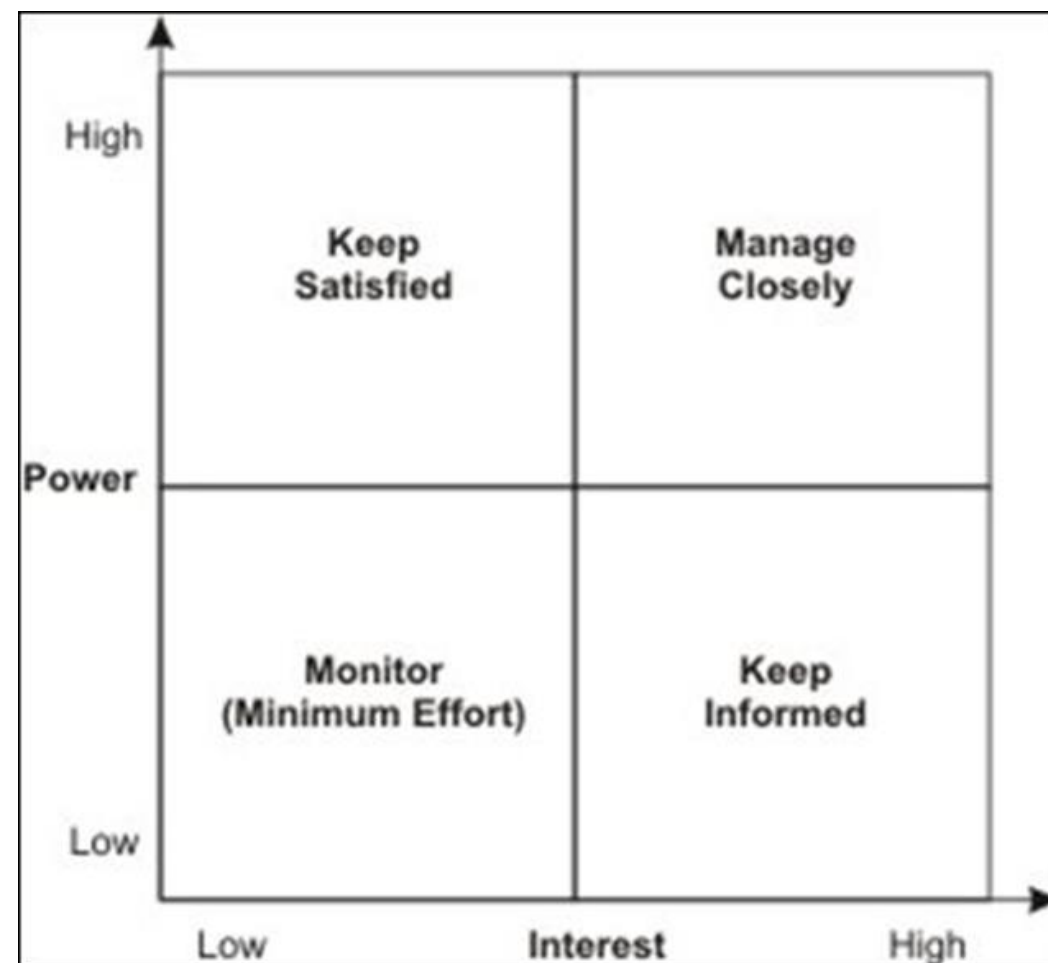 High
Keep
Satisfied
Manage
Closely
Power
Monitor
(Minimum Effort)
Keep
Informed
Low
Low
Interest
High